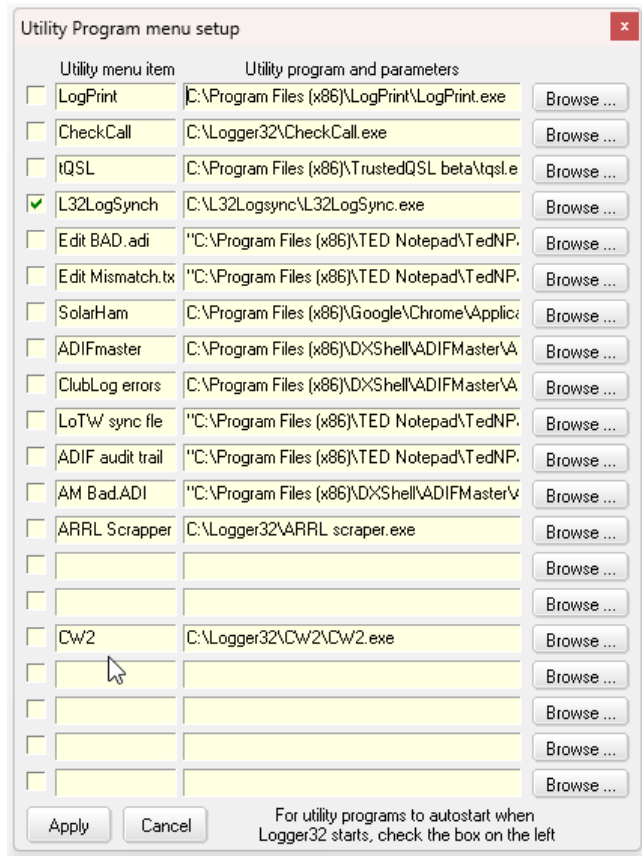 Utility Program menu setup
x
Utility menu item Utility program and parameters
LogPrint C:\Program Files (x86)\LogPrint\LogPrint.exe Browse ...
CheckCall C:\Logger32\CheckCall.exe Browse ...
tQSL C:\Program Files (x86)\TrustedQSL beta\tqsl.e Browse ...
L32LogSynch C:\L32Logsync\L32LogSync.exe Browse ...
Edit BAD.adi "C:\Program Files (x86)\TED Notepad\TedNP. Browse ...
Edit Mismatch.tx "C:\Program Files (x86)\TED Notepad\TedNP. Browse ...
SolarHam C:\Program Files (x86)\Google\Chrome\Applica Browse ...
ADIFmaster C:\Program Files (x86)\DXShell\ADIFMaster\A Browse ...
ClubLog errors C:\Program Files (x86)\DXShell\ADIFMaster\A Browse ...
LoTW sync fle "C:\Program Files (x86)\TED Notepad\TedNP. Browse ...
ADIF audit trail "C:\Program Files (x86)\TED Notepad\TedNP. Browse ...
AM Bad.ADI "C:\Program Files (x86)\DXShell\ADIFMaster\ Browse ...
ARRL Scrapper C:\Logger32\ARRL scraper.exe Browse ...
Browse ...
Browse ...
CW2 C:\Logger32\CW2\CW2.exe Browse ...
Browse ...
Browse ...
Browse ...
Browse ...
Apply Cancel For utility programs to autostart when
Logger32 starts, check the box on the left